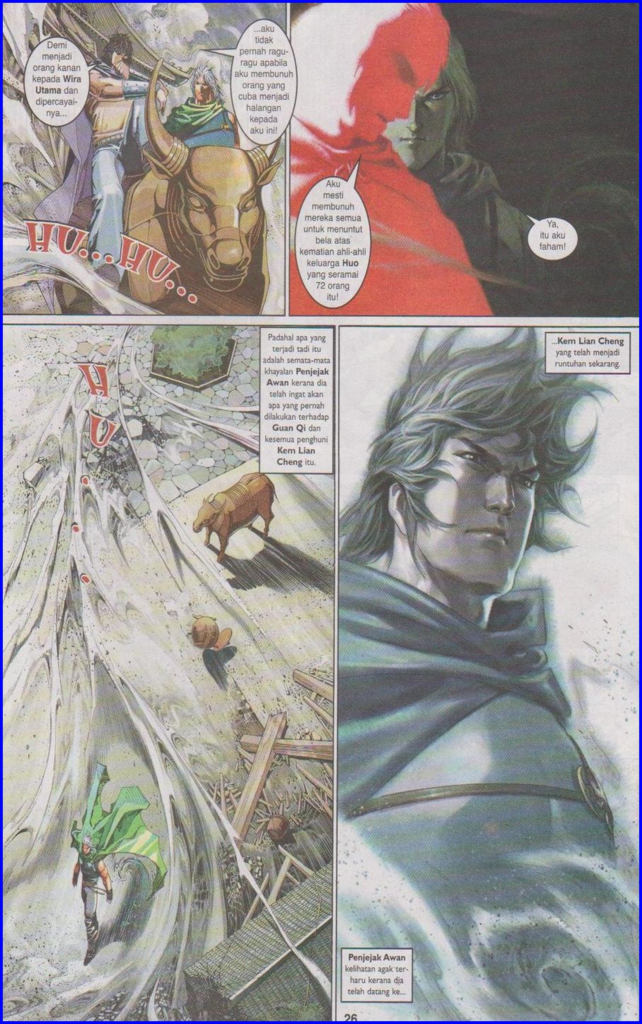 Demi
menjadi
orang kanan
kepada Wira
Utama dan
dipercayai-
nya...
...aku
tidak
pernah ragu-
ragu apabila
aku membunuh
orang yang
cuba menjadi
halangan
kepada
aku ini!
HU...HU...
Aku
mesti
membunuh
mereka semua
untuk menuntut
bela atas
kematian ahli-ahli
keluarga Huo
yang seramai
72 orang
itu!
Ya,
itu aku
faham!
Padahal apa yang
terjadi tadi itu
adalah semata-mata
khayalan Penjejak
Awan kerana dia
telah ingat akan
apa yang pernah
dilakukan terhadap
Guan Qi dan
kesemua penghuni
Kem Lian
Cheng itu.
HU...
...Kem Lian Cheng
yang telah menjadi
runtuhan sekarang.
Penjejak Awan
kelihatan agak ter-
haru kerana dia
telah datang ke...
26